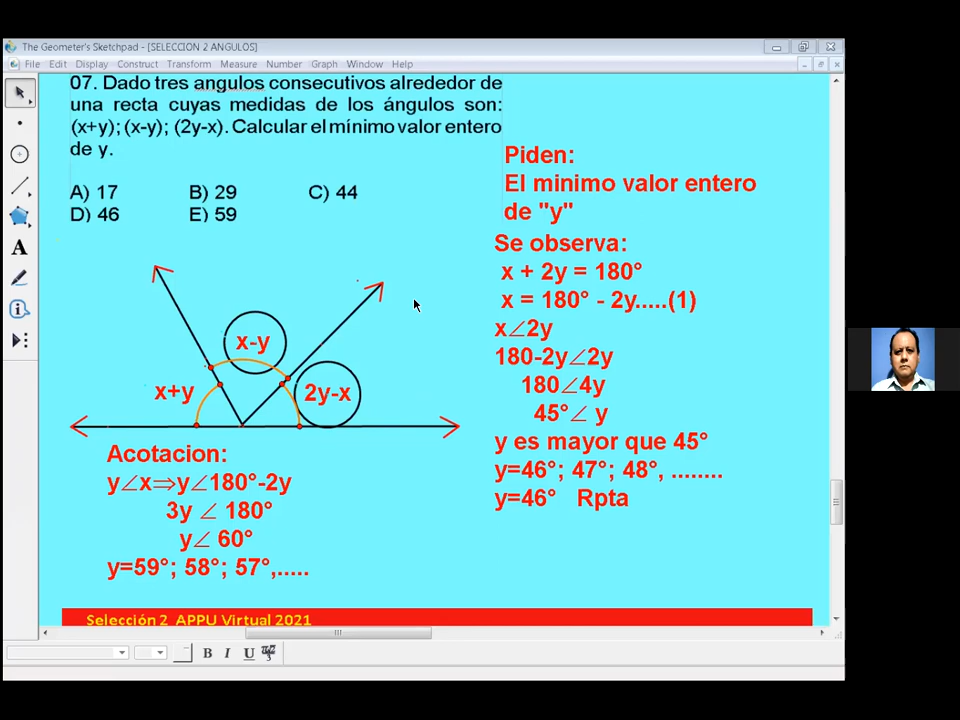 The Geometer's Sketchpad - [SELECCION 2 ANGULOS]
File Edit Display Construct Transform Measure Number Graph Window Help
07. Dado tres angulos consecutivos alrededor de
una recta cuyas medidas de los ángulos son:
(x+y); (x-y); (2y-x). Calcular el mínimo valor entero
de y.
A) 17 B) 29 C) 44
D) 46 E) 59
Piden:
El minimo valor entero
de "y"
Se observa:
x + 2y = 180°
x = 180° - 2y.....(1)
x∠2y
180-2y∠2y
180∠4y
45°∠ y
y es mayor que 45°
y=46°; 47°; 48°, ........
y=46° Rpta
x-y
x+y
2y-x
Acotacion:
y∠x⇒y∠180°-2y
3y ∠ 180°
y∠ 60°
y=59°; 58°; 57°,.....
Selección 2 APPU Virtual 2021
A
B I U